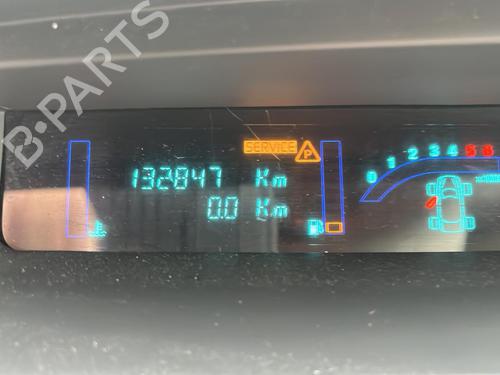 B-PARTS
SERVICE P
132847 Km
0.0 Km
0 1 2 3 4 5 6